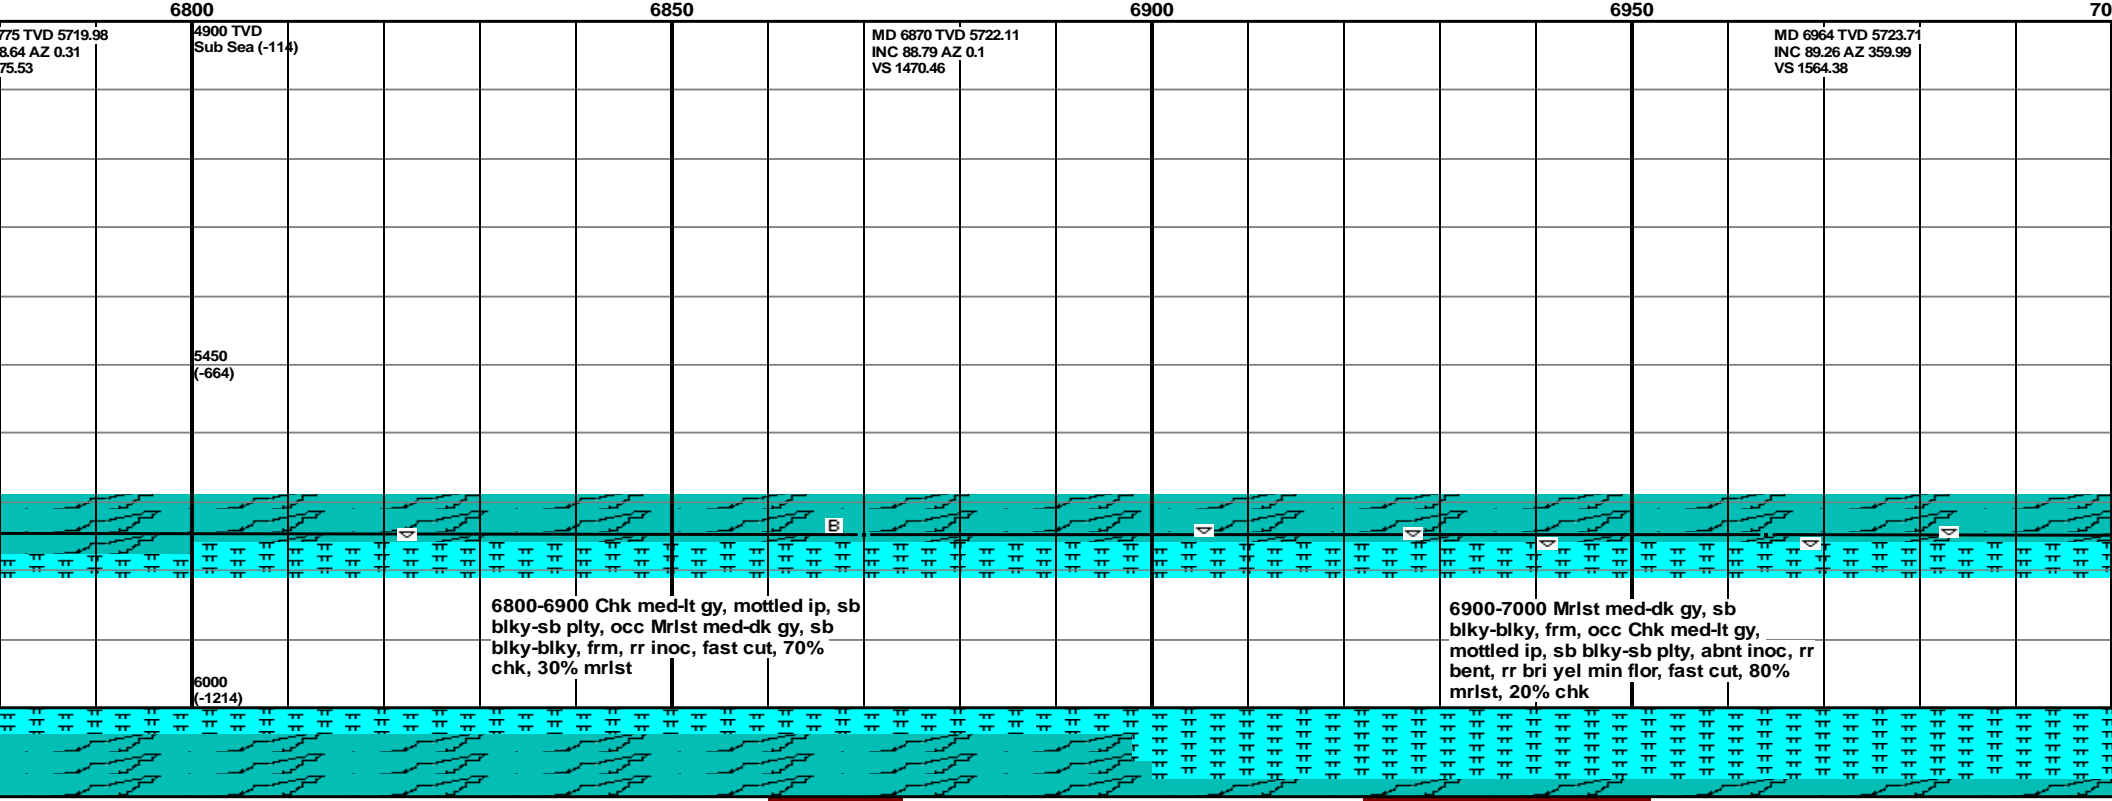 6800 6850 6900 6950 70
775 TVD 5719.98
8.64 AZ 0.31
75.53
4900 TVD
Sub Sea (-114)
MD 6870 TVD 5722.11
INC 88.79 AZ 0.1
VS 1470.46
MD 6964 TVD 5723.71
INC 89.26 AZ 359.99
VS 1564.38
5450
(-664)
B
6800-6900 Chk med-lt gy, mottled ip, sb
blky-sb plty, occ Mrlst med-dk gy, sb
blky-blky, frm, rr inoc, fast cut, 70%
chk, 30% mrlst
6900-7000 Mrlst med-dk gy, sb
blky-blky, frm, occ Chk med-lt gy,
mottled ip, sb blky-sb plty, abnt inoc, rr
bent, rr bri yel min flor, fast cut, 80%
mrlst, 20% chk
6000
(-1214)